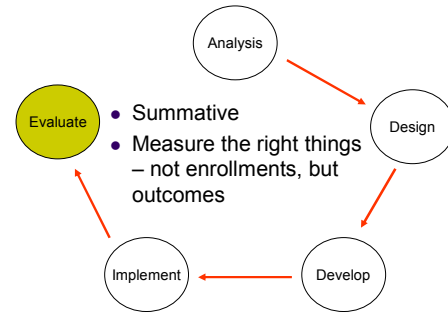 Analysis
Evaluate
• Summative
• Measure the right things
– not enrollments, but
outcomes
Design
Implement
Develop